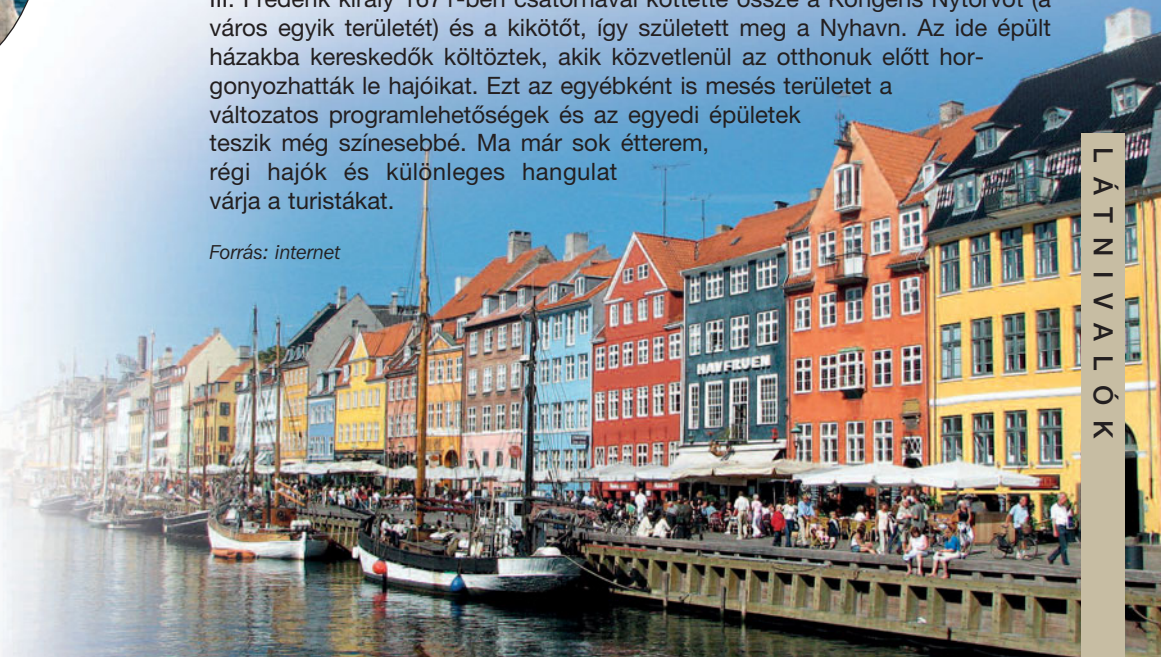 III. Frederik király 1671-ben csatornával köttette össze a Kongens Nytorvot (a
város egyik területét) és a kikötőt, így született meg a Nyhavn. Az ide épült
házakba kereskedők költöztek, akik közvetlenül az otthonuk előtt hor-
gonyozhatták le hajóikat. Ezt az egyébként is mesés területet a
változatos programlehetőségek és az egyedi épületek
teszik még színesebbé. Ma már sok étterem,
régi hajók és különleges hangulat
várja a turistákat.
Forrás: internet
HAVFRUEN
LÁTNIVALÓK